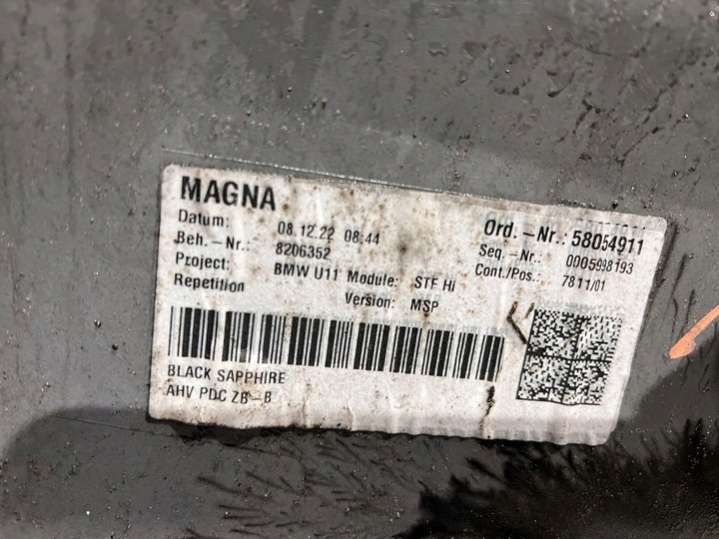 MAGNA
Datum: 08.12.22 08:44
Beh.-Nr.: 8206352
Project: BMW U11 Module: STF Hi
Repetition Version: MSP
Ord.-Nr.: 58054911
Seq.-Nr.: 0005998193
Cont./Pos.: 7811/01
BLACK SAPPHIRE
AHV PDC ZB-B